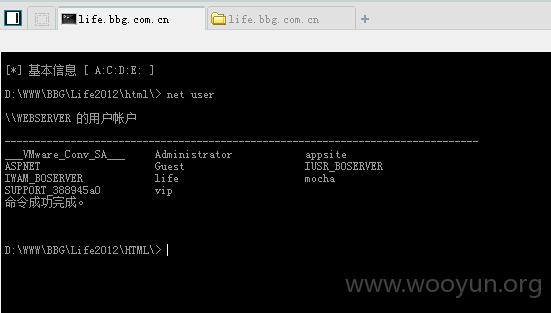 life.bbg.com.cn life.bbg.com.cn +
[*] 基本信息 [ A:C:D:E: ]
D:\WWW\BBG\Life2012\html\> net user
\\WEBSERVER 的用户帐户
-------------------------------------------------------------------------------
___VMware_Conv_SA___ Administrator appsite
ASPNET Guest IUSR_BOSERVER
IWAM_BOSERVER life mocha
SUPPORT_388945a0 vip
命令成功完成。
D:\WWW\BBG\Life2012\HTML\>
www.wooyun.org